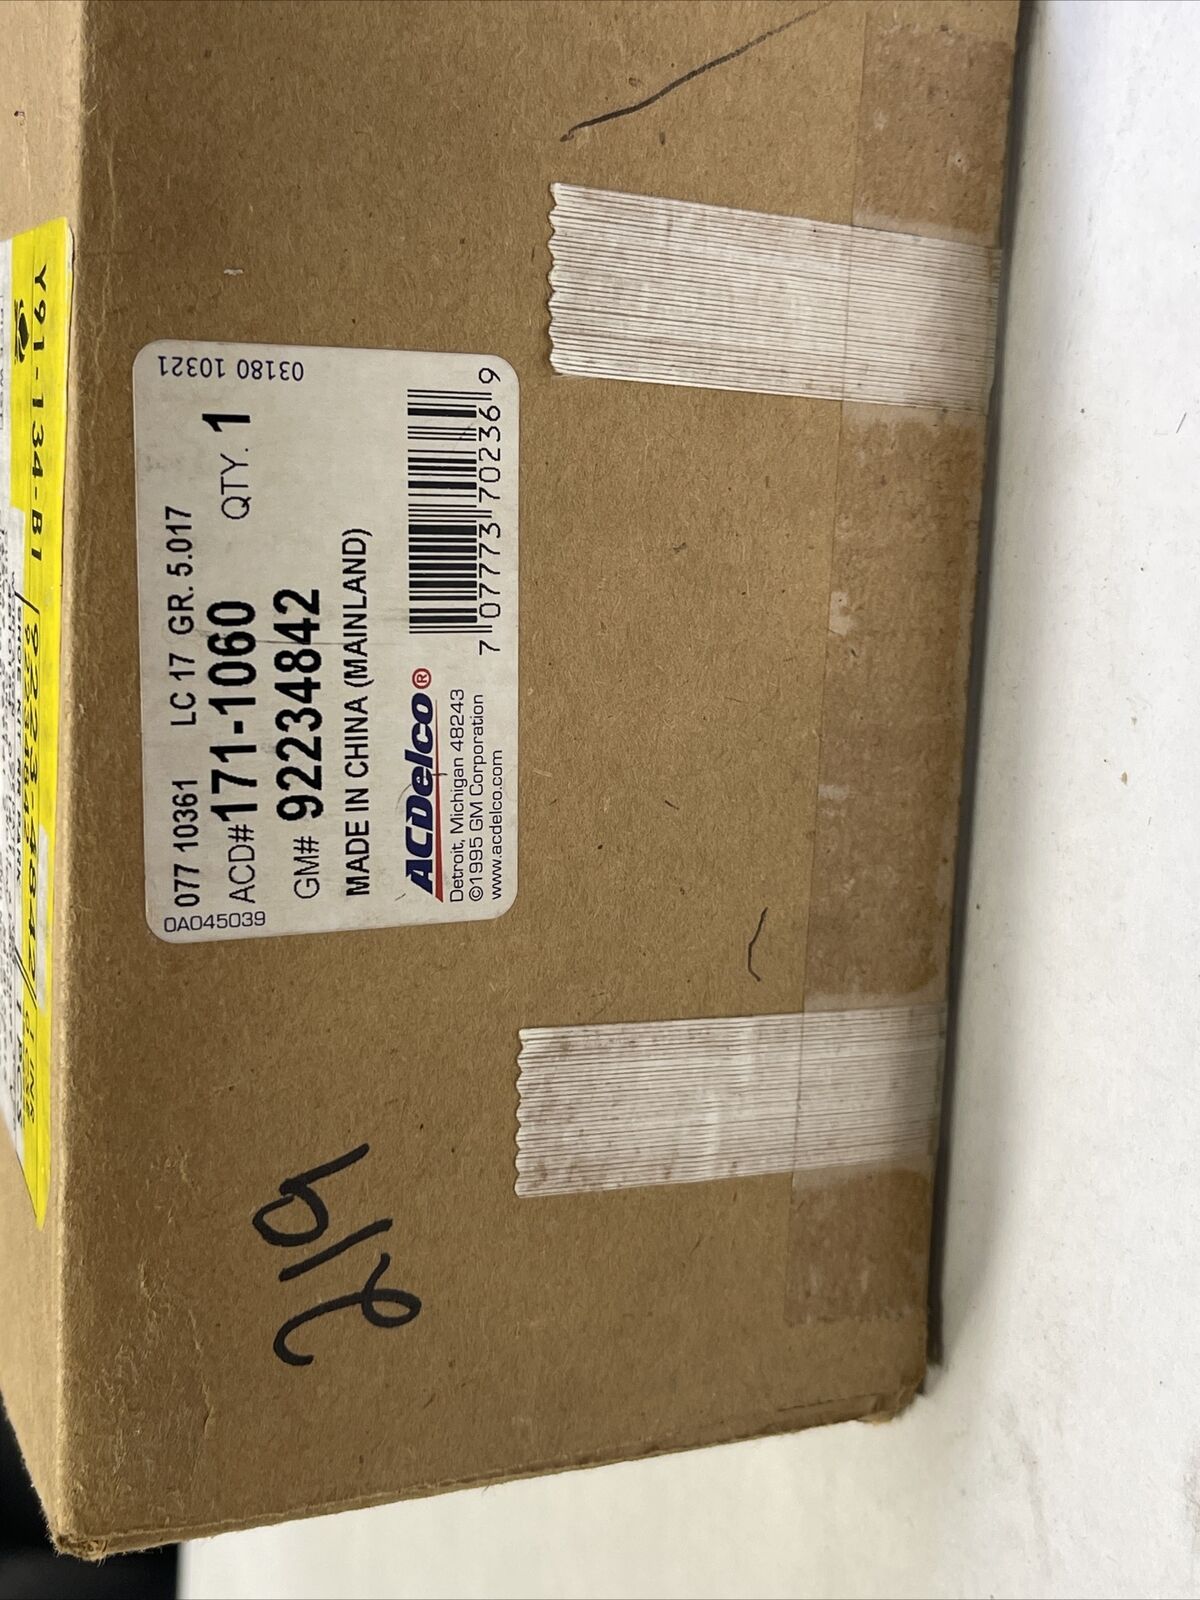 0A045039
03180 10321
077 10361 LC 17 GR. 5.017
ACD# 171-1060 QTY. 1
GM# 92234842
MADE IN CHINA (MAINLAND)
ACDelco®
Detroit, Michigan 48243
©1995 GM Corporation
www.acdelco.com
7 07773 70236 9
Y91-134-B1
9223-4842